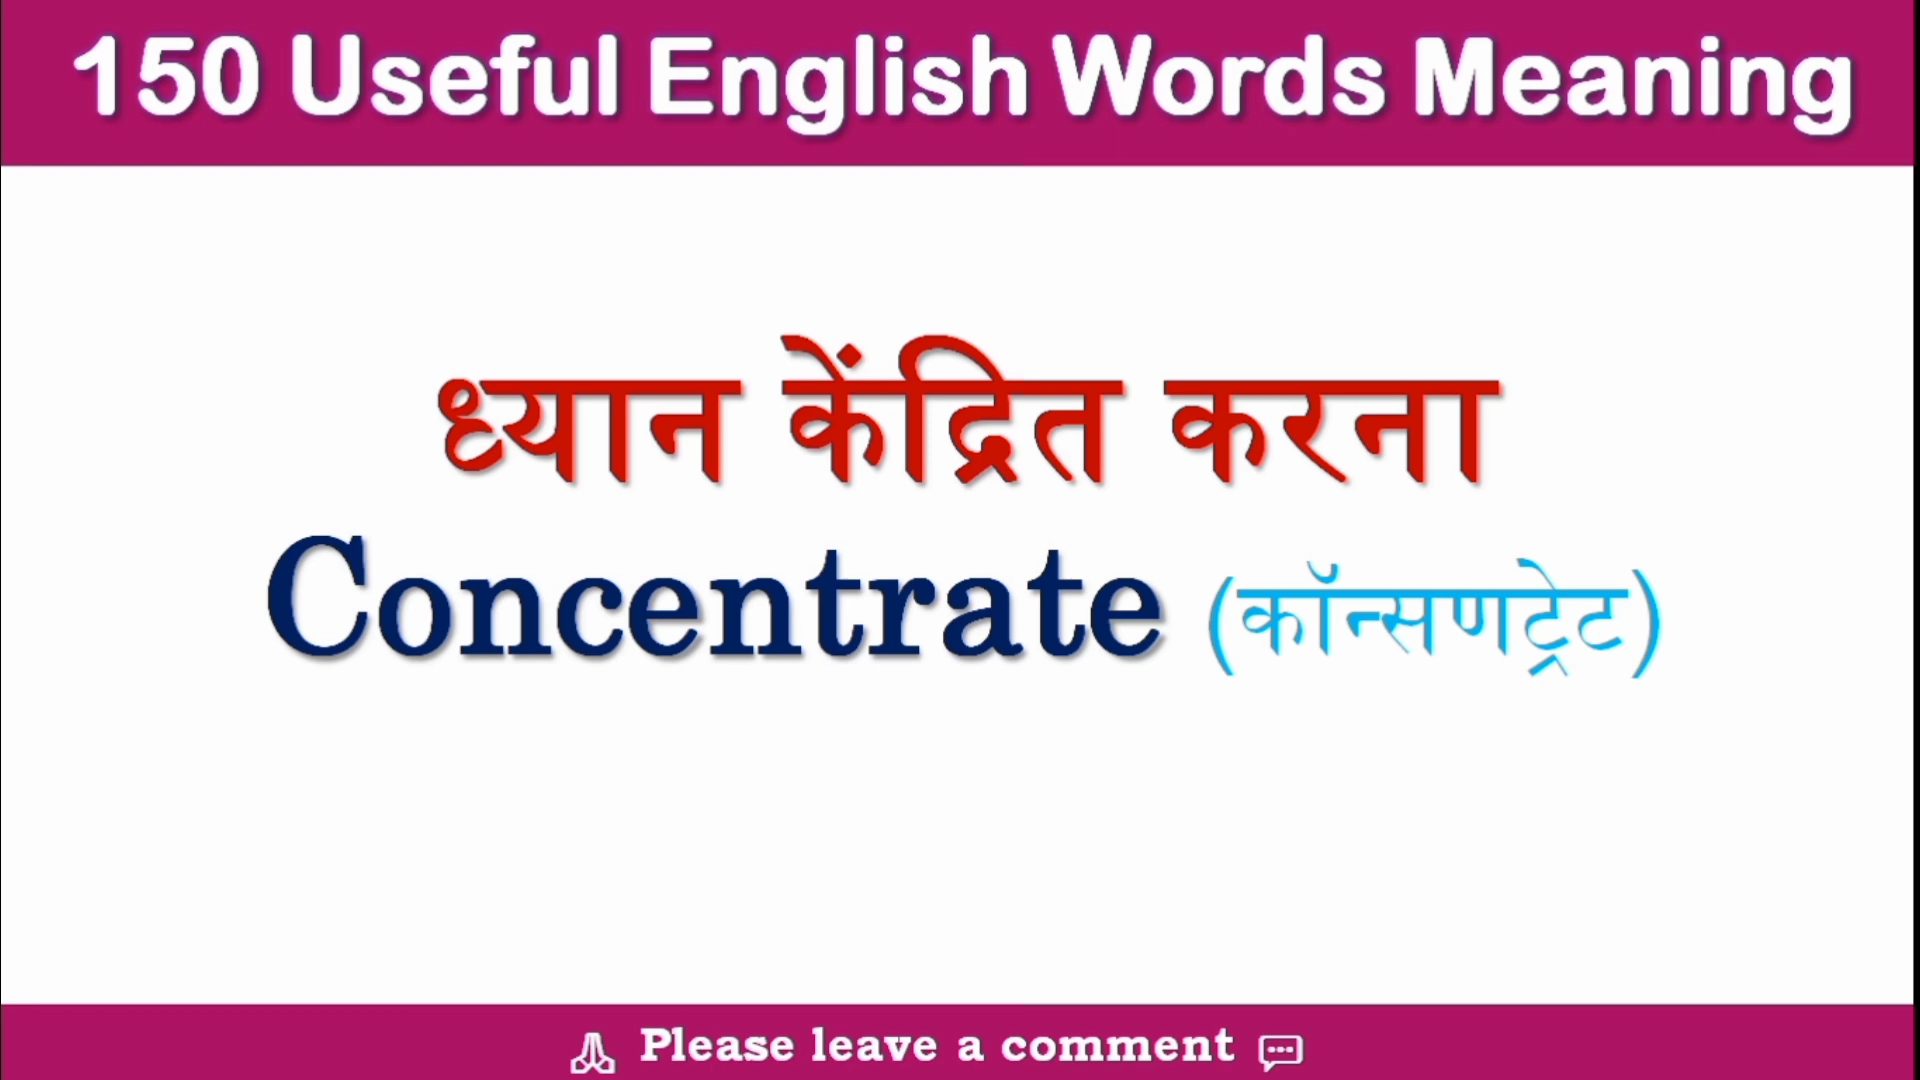 150 Useful English Words Meaning
ध्यान केंद्रित करना
Concentrate (कॉन्सणट्रेट)
Please leave a comment